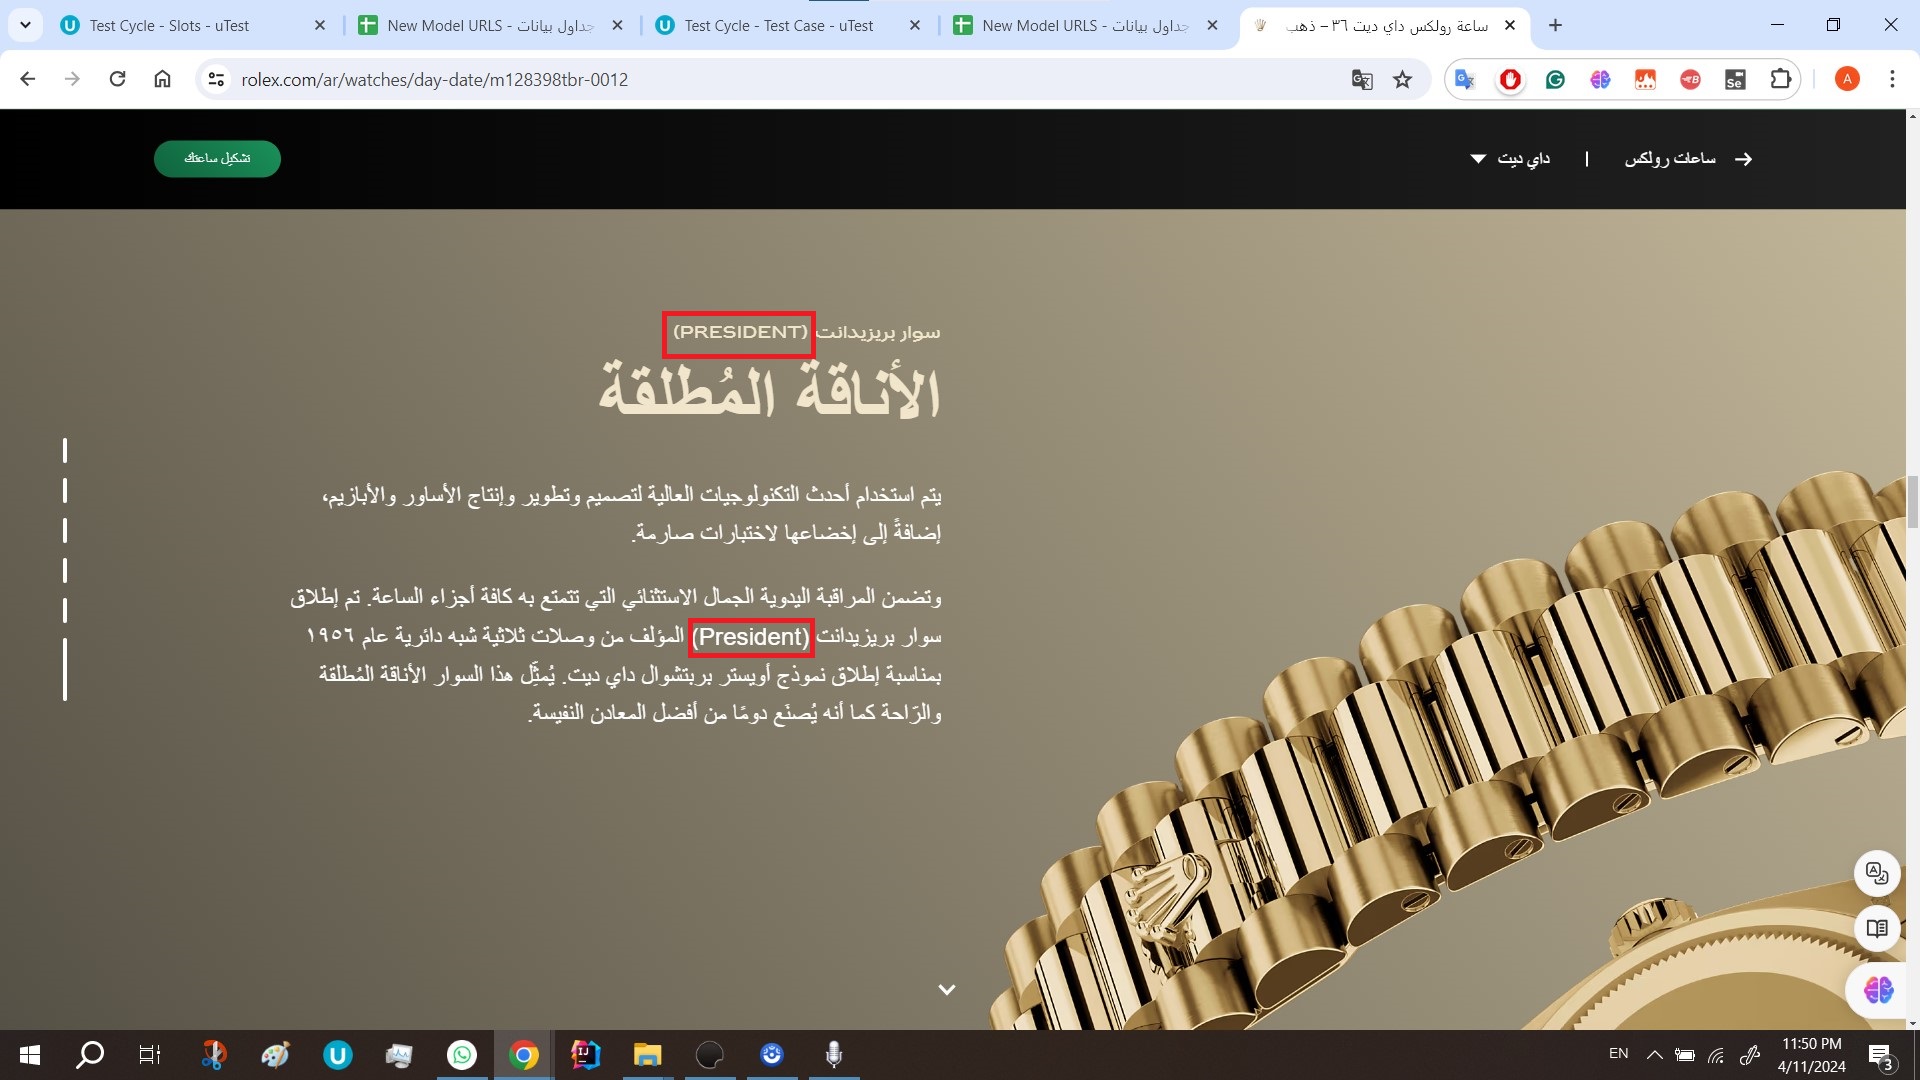 Test Cycle - Slots - uTest
New Model URLS - جداول بيانات
Test Cycle - Test Case - uTest
New Model URLS - جداول بيانات
ساعة رولكس داي ديت ٣٦ – ذهب
rolex.com/ar/watches/day-date/m128398tbr-0012
A
Se
ساعات رولكس | داي ديت
تشكيل ساعتك
سوار بريزيدانت (PRESIDENT)
الأناقة المُطلقة
يتم استخدام أحدث التكنولوجيات العالية لتصميم وتطوير وإنتاج الأساور والأبازيم،
إضافةً إلى إخضاعها لاختبارات صارمة.
وتضمن المراقبة اليدوية الجمال الاستثنائي التي تتمتع به كافة أجزاء الساعة. تم إطلاق
سوار بريزيدانت (President) المؤلف من وصلات ثلاثية شبه دائرية عام ١٩٥٦
بمناسبة إطلاق نموذج أويستر بربتشوال داي ديت. يُمثِّل هذا السوار الأناقة المُطلقة
والرّاحة كما أنه يُصنَع دومًا من أفضل المعادن النفيسة.
EN
11:50 PM
4/11/2024
3